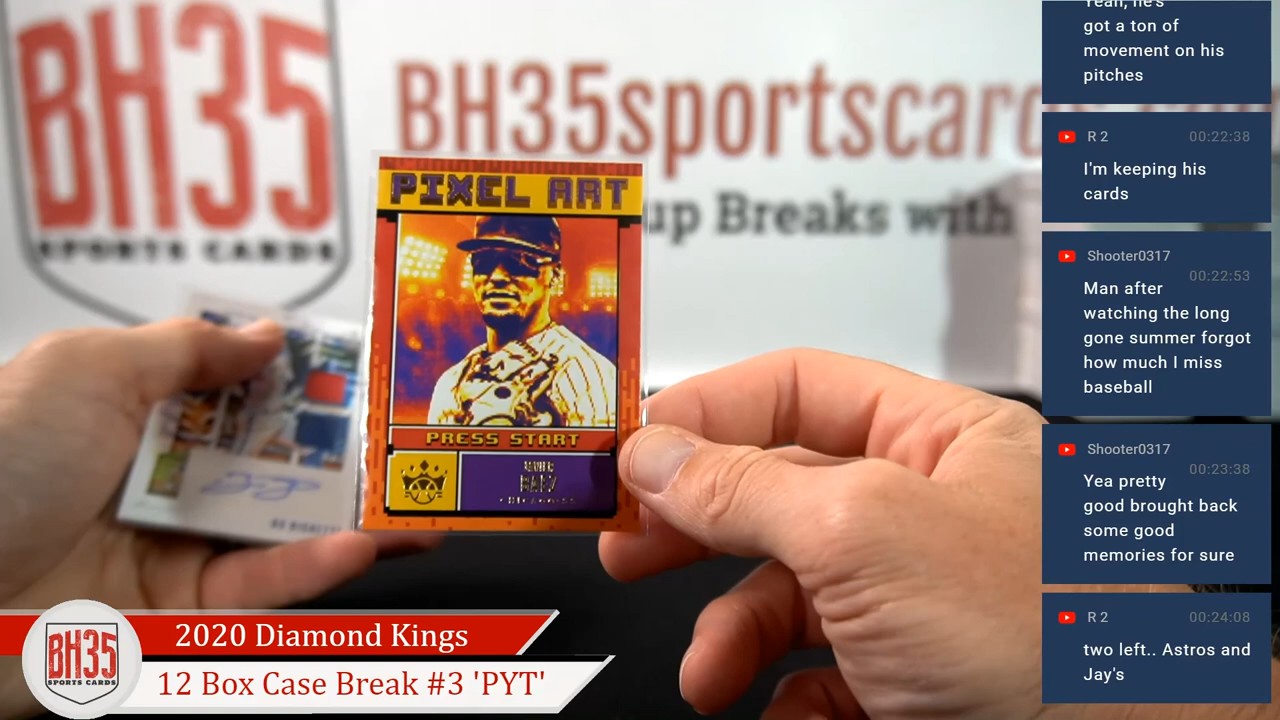 BH35
SPORTS CARDS
BH35sportscar
up Breaks with
PIXEL ART
PRESS START
BAEZ
BO BICHETTE
BH35
SPORTS CARDS
2020 Diamond Kings
12 Box Case Break #3 'PYT'
Yeah, he's
got a ton of
movement on his
pitches
R 2 00:22:38
I'm keeping his
cards
Shooter0317
00:22:53
Man after
watching the long
gone summer forgot
how much I miss
baseball
Shooter0317
00:23:38
Yea pretty
good brought back
some good
memories for sure
R 2 00:24:08
two left.. Astros and
Jay's